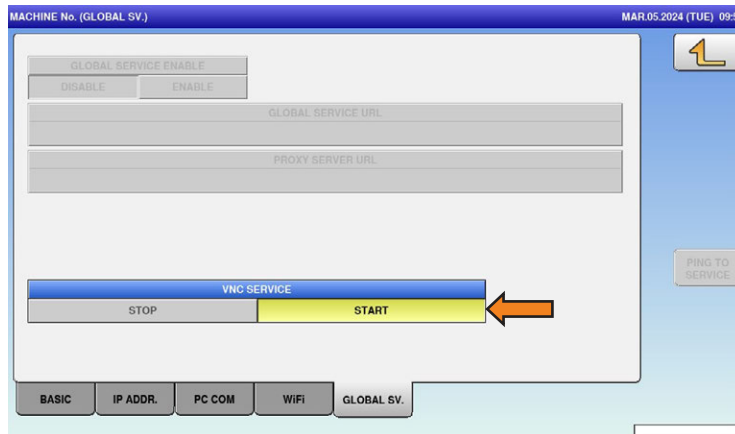 MACHINE No. (GLOBAL SV.) MAR.05.2024 (TUE) 09:
GLOBAL SERVICE ENABLE
DISABLE ENABLE
GLOBAL SERVICE URL
PROXY SERVER URL
PING TO
SERVICE
VNC SERVICE
STOP START
BASIC IP ADDR. PC COM WiFi GLOBAL SV.